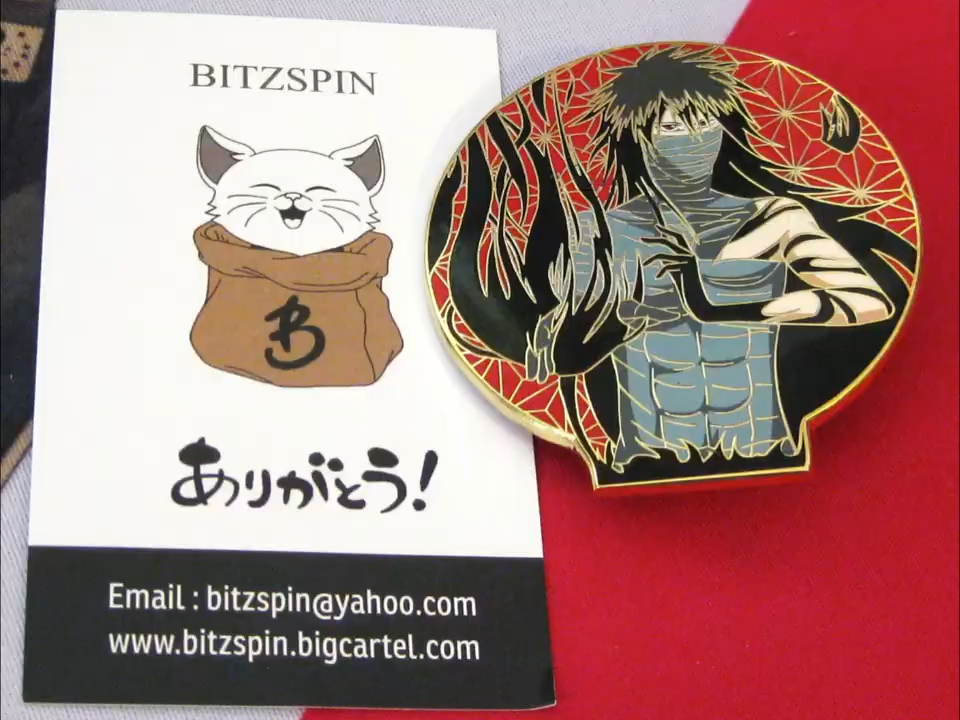 BITZSPIN
B
ありがとう!
Email : bitzspin@yahoo.com
www.bitzspin.bigcartel.com